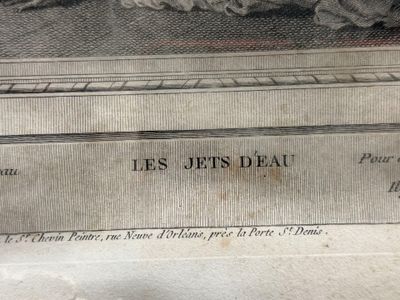 LES JETS D'EAU
Pour
le Sr. Chevin Peintre, rue Neuve d'Orléans, près la Porte St. Denis.